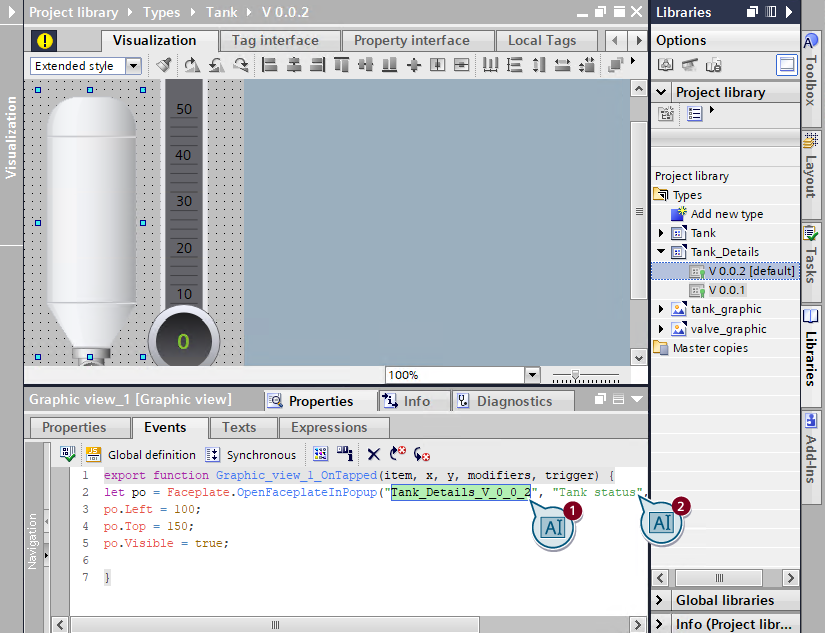 Project library ▸ Types ▸ Tank ▸ V 0.0.2
Visualization
Tag interface
Property interface
Local Tags
Extended style
Visualization
50
40
30
20
10
0
100%
Graphic view_1 [Graphic view]
Properties
Info
Diagnostics
Properties
Events
Texts
Expressions
Global definition
Synchronous
Navigation
1 export function Graphic_view_1_OnTapped(item, x, y, modifiers, trigger) {
2 let po = Faceplate.OpenFaceplateInPopup("Tank_Details_V_0_0_2", "Tank status",
3 po.Left = 100;
4 po.Top = 150;
5 po.Visible = true;
6
7 }
AI 1
AI 2
Libraries
Options
Project library
Project library
Types
Add new type
Tank
Tank_Details
V 0.0.2 [default]
V 0.0.1
tank_graphic
valve_graphic
Master copies
Global libraries
Info (Project libr...
Toolbox
Layout
Tasks
Libraries
Add-Ins